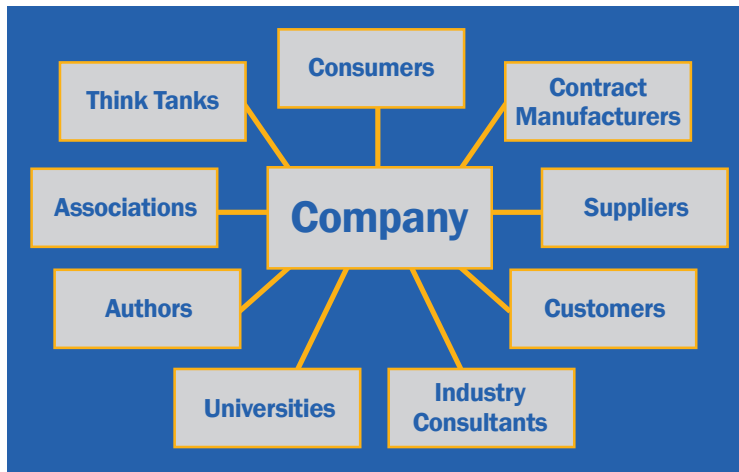 Consumers
Think Tanks
Contract
Manufacturers
Associations
Company
Suppliers
Authors
Customers
Universities
Industry
Consultants